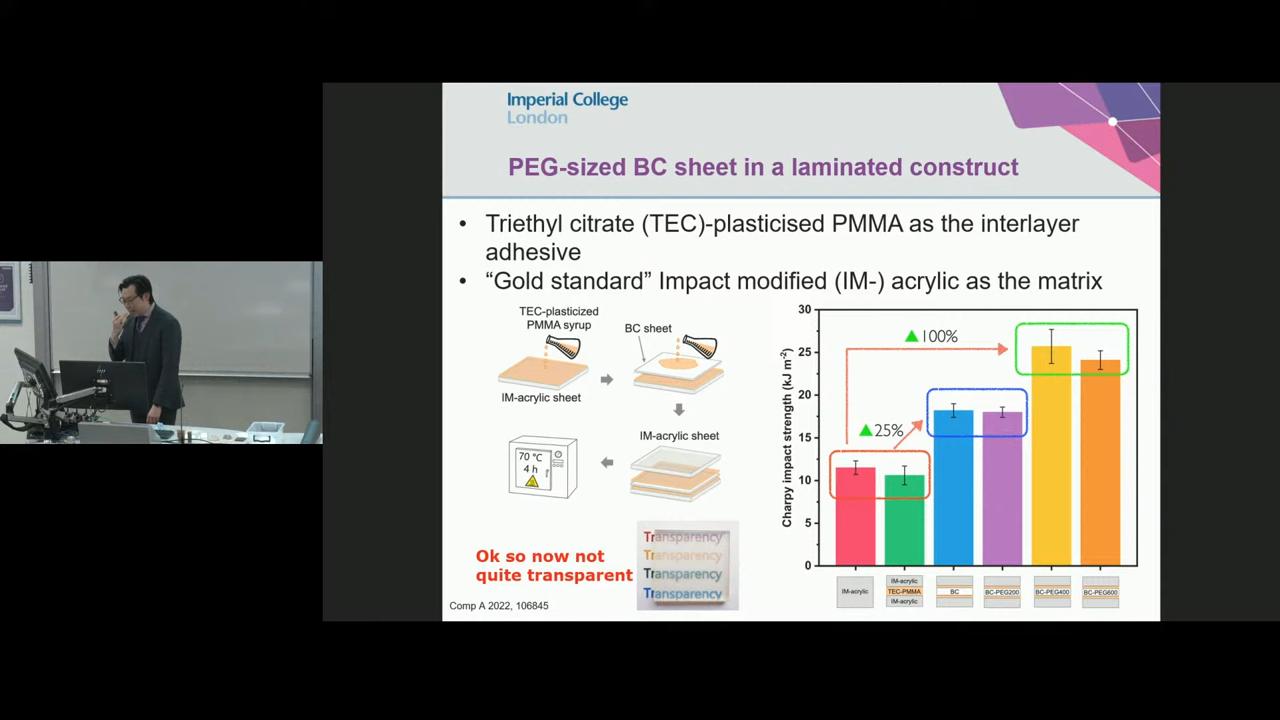 Imperial College
London
PEG-sized BC sheet in a laminated construct
• Triethyl citrate (TEC)-plasticised PMMA as the interlayer
adhesive
• “Gold standard” Impact modified (IM-) acrylic as the matrix
TEC-plasticized
PMMA syrup
BC sheet
IM-acrylic sheet
IM-acrylic sheet
70 °C
4 h
Ok so now not
quite transparent
Transparency
Transparency
Transparency
Transparency
Comp A 2022, 106845
Charpy impact strength (kJ m-2)
30
25
20
15
10
5
0
100%
25%
IM-acrylic
IM-acrylic
TEC-PMMA
IM-acrylic
BC
BC-PEG200
BC-PEG400
BC-PEG600